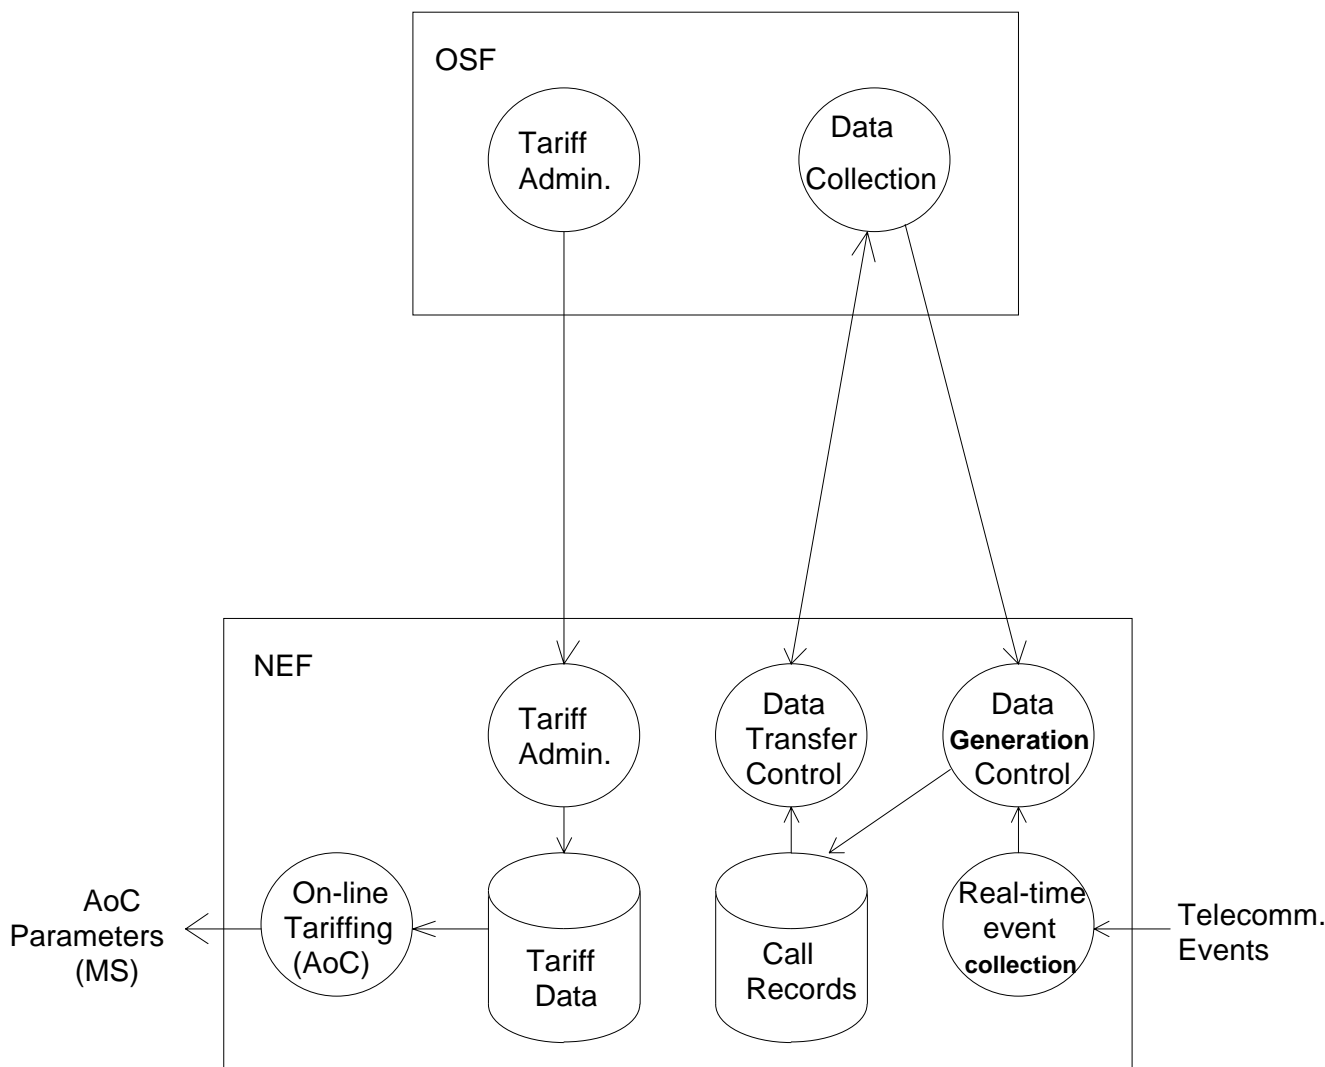 OSF
Tariff
Admin.
Data
Collection
NEF
Tariff
Admin.
Data
Transfer
Control
Data
Generation
Control
AoC
Parameters
(MS)
On-line
Tariffing
(AoC)
Tariff
Data
Call
Records
Real-time
event
collection
Telecomm.
Events